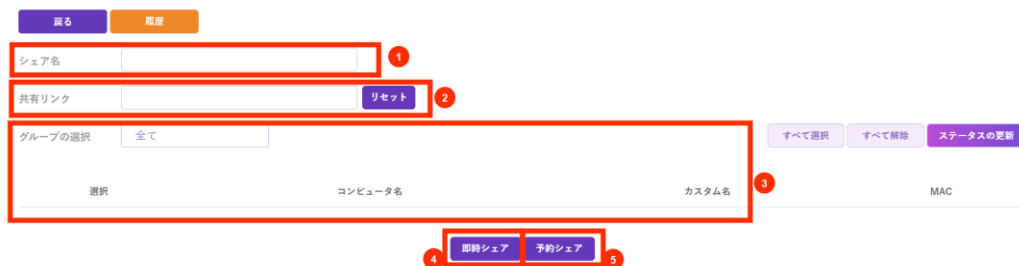 戻る 履歴
シェア名 1
共有リンク リセット 2
グループの選択 全て すべて選択 すべて解除 ステータスの更新
選択 コンピュータ名 カスタム名 MAC
3
4 即時シェア 予約シェア 5